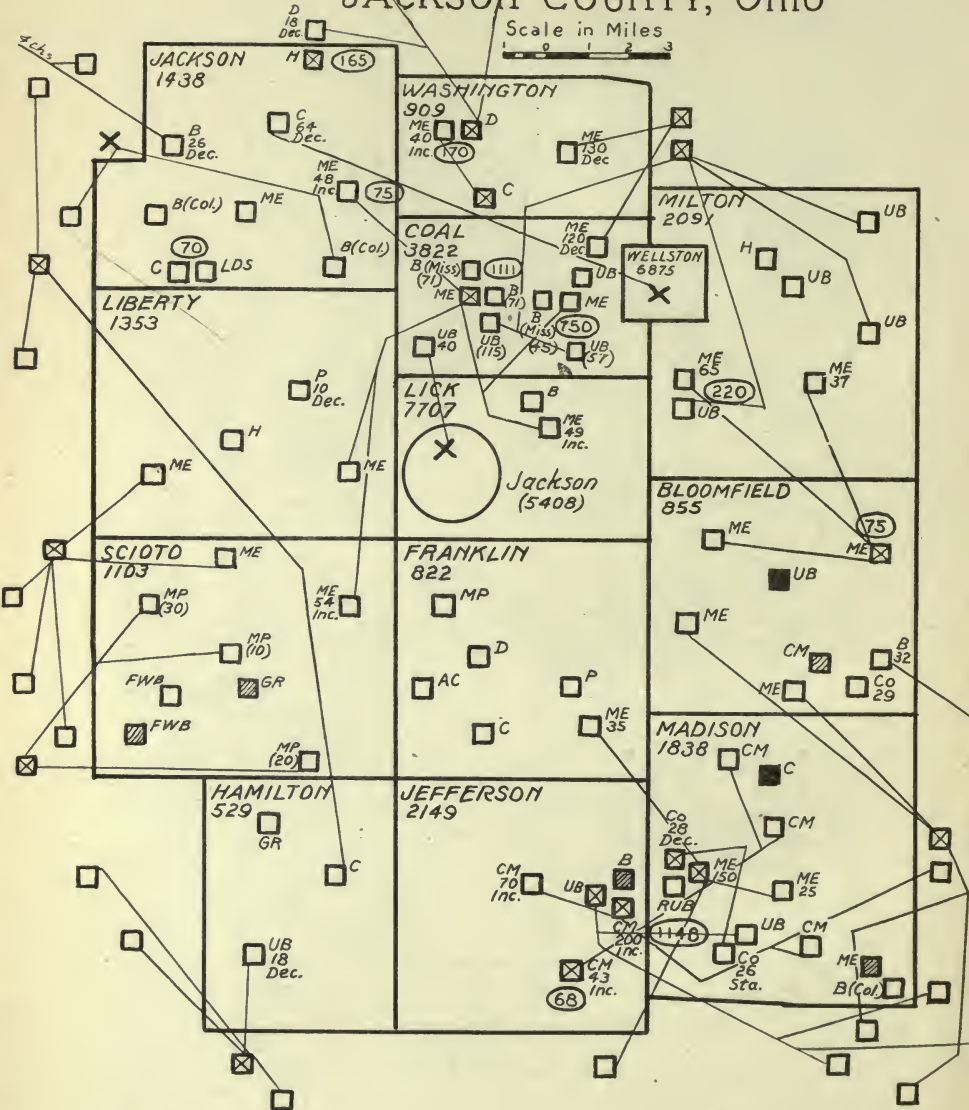 JACKSON COUNTY, Ohio
Scale in Miles
1 0 1 2 3
4 chs
D
18
Dec.
JACKSON
1438
H 165
B
26
Dec.
C
64
Dec.
ME
48
Inc.
75
B(Col.)
ME
70
C
LDS
B(Col)
WASHINGTON
909
ME
40
Inc.
D
170
ME
130
Dec
C
COAL
3822
ME
120
Dec
B(Miss)
(71)
1111
UB
ME
B
(71)
B
(Miss)
(45)
ME
750
UB
40
UB
(115)
UB
(57)
WELLSTON
6875
MILTON
2091
UB
H
UB
UB
ME
65
220
UB
ME
37
LIBERTY
1353
P
10
Dec.
H
ME
ME
LICK
7707
B
ME
49
Inc.
Jackson
(5408)
BLOOMFIELD
855
75
ME
ME
UB
ME
CM
B
32
ME
Co
29
SCIOTO
1103
ME
MP
(30)
ME
54
Inc.
MP
(10)
FWB
GR
FWB
MP
(20)
FRANKLIN
822
MP
D
AC
P
C
ME
35
MADISON
1838
CM
C
CM
Co
28
Dec.
ME
150
ME
25
RUB
1148
UB
CM
Co
26
Sta.
ME
B(Col.)
HAMILTON
529
GR
C
UB
18
Dec.
JEFFERSON
2149
CM
70
Inc.
UB
B
CM
200
Inc.
CM
43
Inc.
68